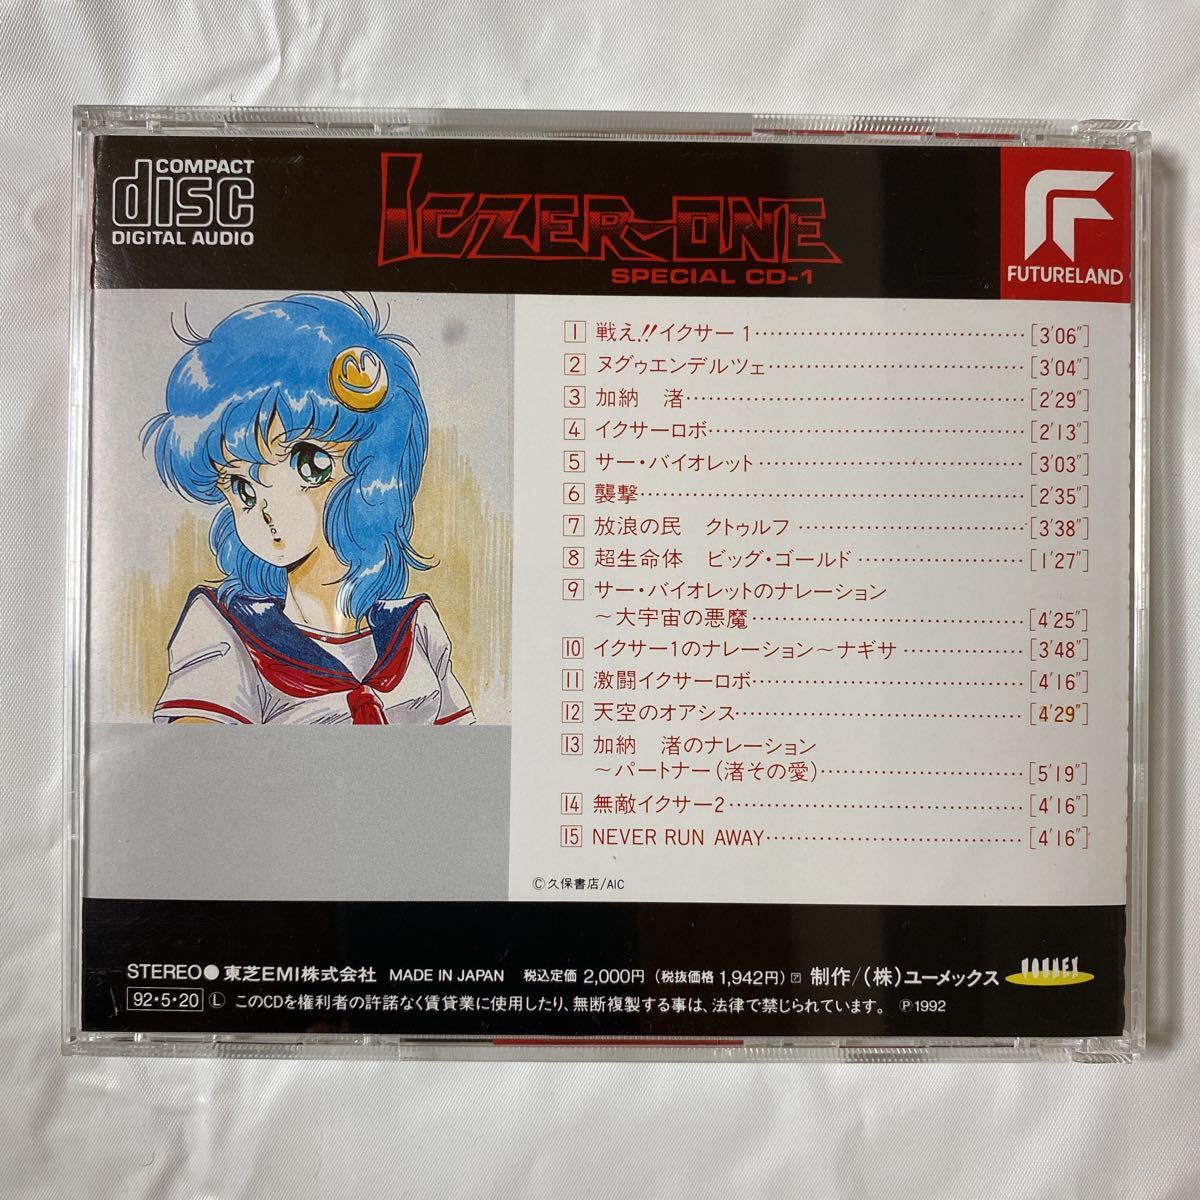 COMPACT
disc
DIGITAL AUDIO
ICZER-ONE
SPECIAL CD-1
FUTURELAND
1 戦え!!イクサー1 [3'06"]
2 ヌグゥエンデルツェ [3'04"]
3 加納 渚 [2'29"]
4 イクサーロボ [2'13"]
5 サー・バイオレット [3'03"]
6 襲撃 [2'35"]
7 放浪の民 クトゥルフ [3'38"]
8 超生命体 ビッグ・ゴールド [1'27"]
9 サー・バイオレットのナレーション
～大宇宙の悪魔 [4'25"]
10 イクサー1のナレーション～ナギサ [3'48"]
11 激闘イクサーロボ [4'16"]
12 天空のオアシス [4'29"]
13 加納 渚のナレーション
～パートナー(渚その愛) [5'19"]
14 無敵イクサー2 [4'16"]
15 NEVER RUN AWAY [4'16"]
©久保書店/AIC
STEREO● 東芝EMI株式会社 MADE IN JAPAN 税込定価 2,000円 (税抜価格 1,942円) ア 制作/(株)ユーメックス YOUMEX
92・5・20 Ⓛ このCDを権利者の許諾なく賃貸業に使用したり、無断複製する事は、法律で禁じられています。 Ⓟ1992